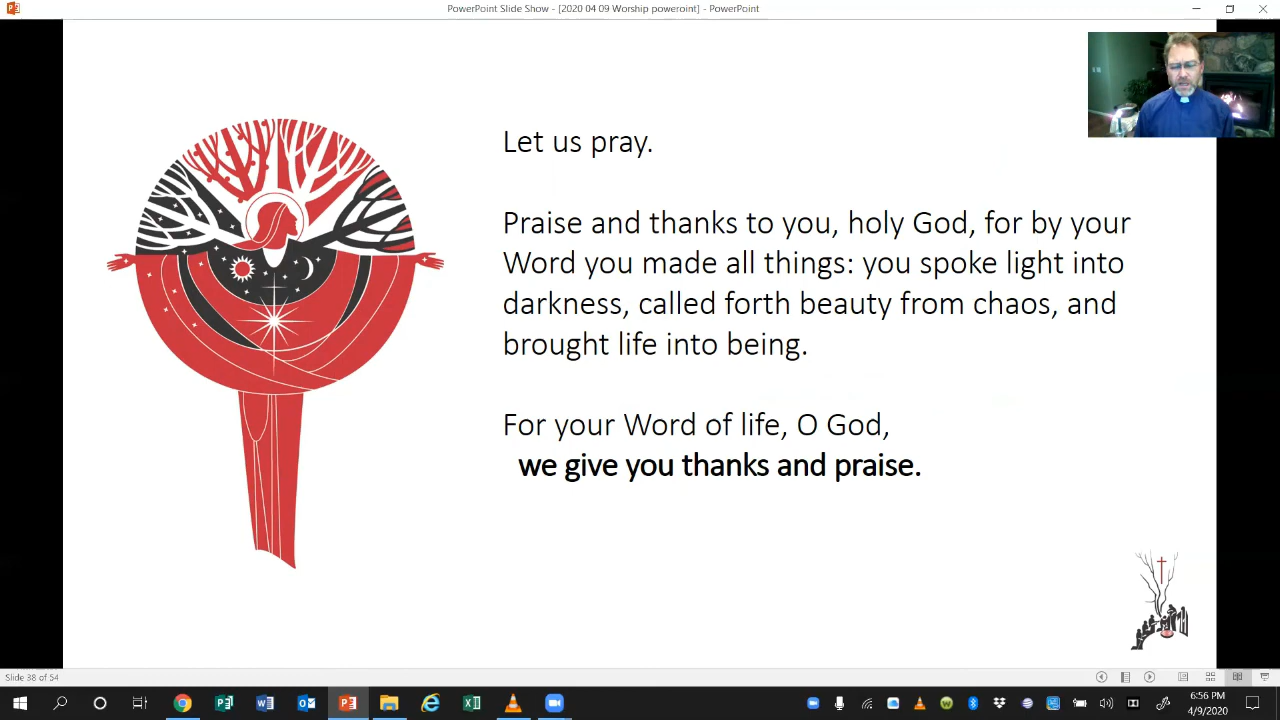 PowerPoint Slide Show - [2020 04 09 Worship poweroint] - PowerPoint
Let us pray.
Praise and thanks to you, holy God, for by your
Word you made all things: you spoke light into
darkness, called forth beauty from chaos, and
brought life into being.
For your Word of life, O God,
we give you thanks and praise.
Slide 38 of 54
6:56 PM
4/9/2020